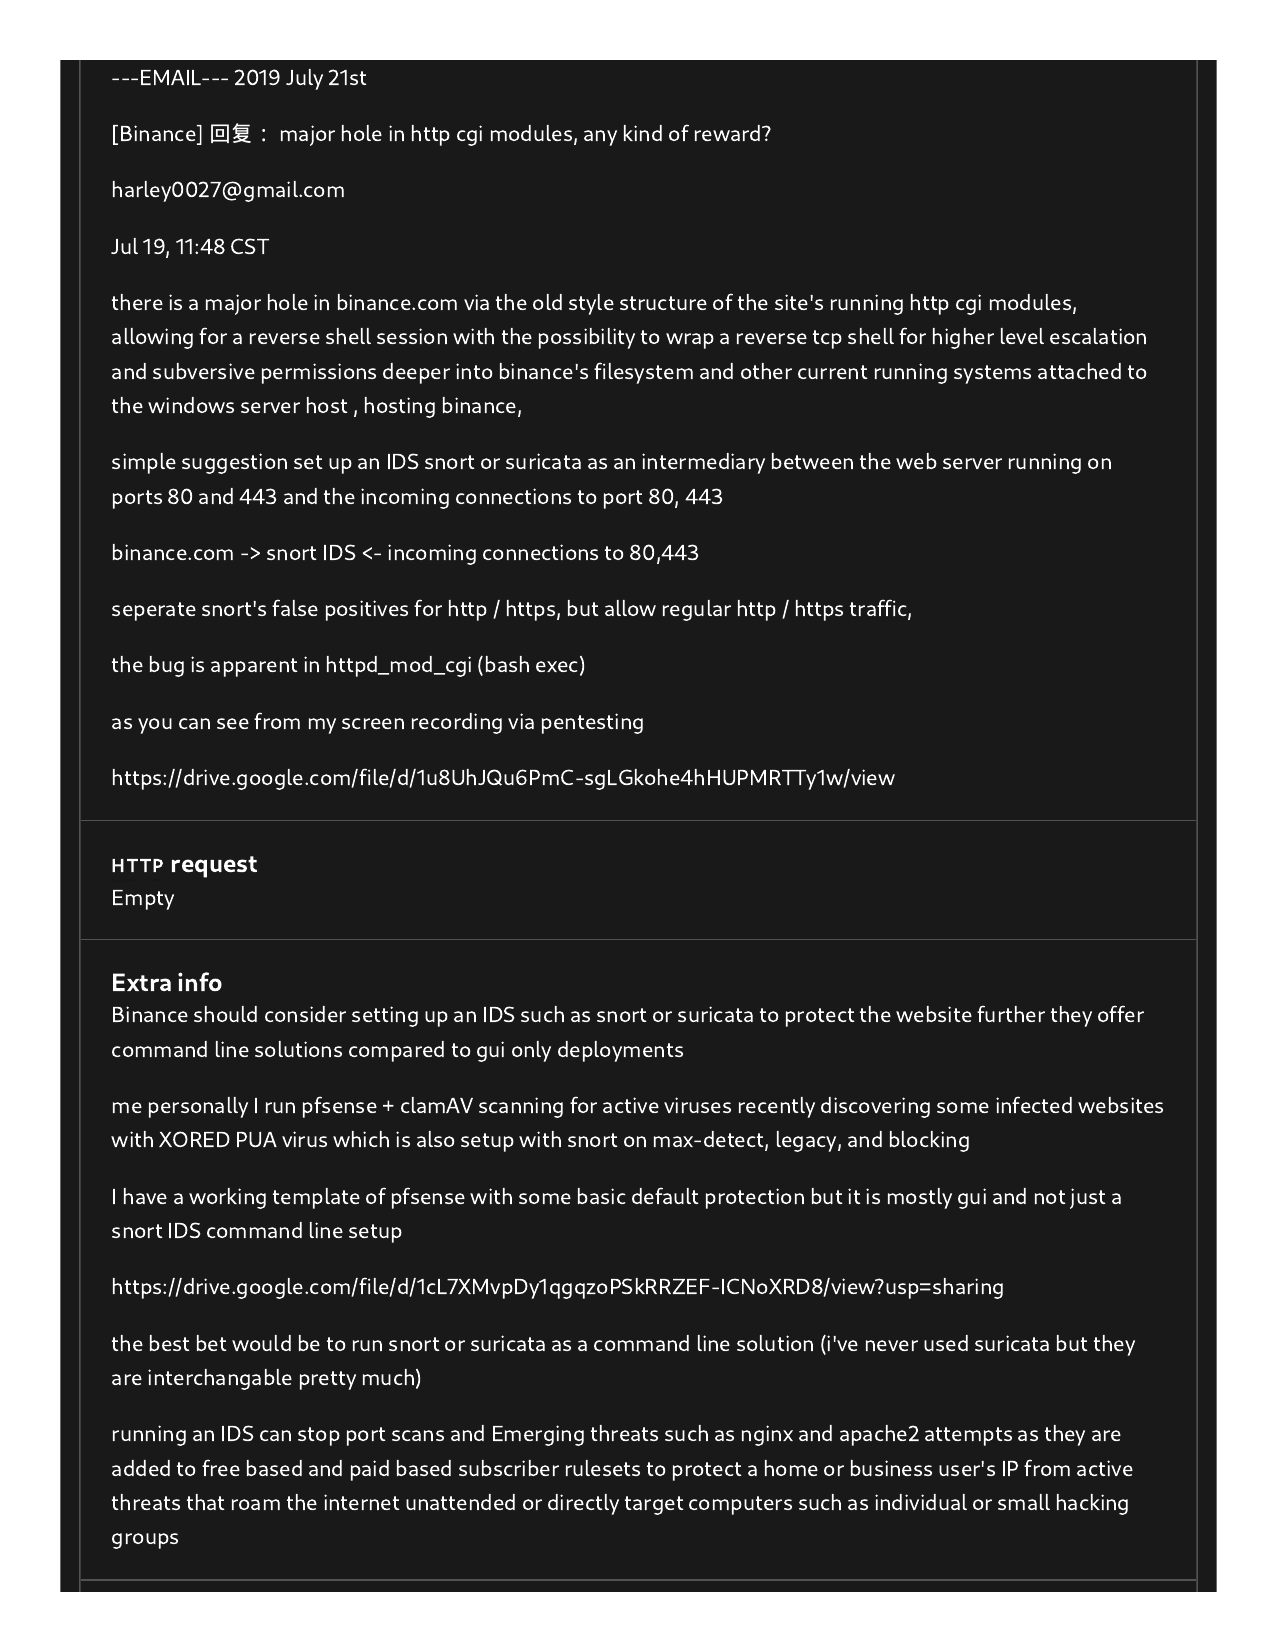 ---EMAIL--- 2019 July 21st
[Binance] 回复： major hole in http cgi modules, any kind of reward?
harley0027@gmail.com
Jul 19, 11:48 CST
there is a major hole in binance.com via the old style structure of the site's running http cgi modules,
allowing for a reverse shell session with the possibility to wrap a reverse tcp shell for higher level escalation
and subversive permissions deeper into binance's filesystem and other current running systems attached to
the windows server host , hosting binance,
simple suggestion set up an IDS snort or suricata as an intermediary between the web server running on
ports 80 and 443 and the incoming connections to port 80, 443
binance.com -> snort IDS <- incoming connections to 80,443
seperate snort's false positives for http / https, but allow regular http / https traffic,
the bug is apparent in httpd_mod_cgi (bash exec)
as you can see from my screen recording via pentesting
https://drive.google.com/file/d/1u8UhJQu6PmC-sgLGkohe4hHUPMRTTy1w/view
HTTP request
Empty
Extra info
Binance should consider setting up an IDS such as snort or suricata to protect the website further they offer
command line solutions compared to gui only deployments
me personally I run pfsense + clamAV scanning for active viruses recently discovering some infected websites
with XORED PUA virus which is also setup with snort on max-detect, legacy, and blocking
I have a working template of pfsense with some basic default protection but it is mostly gui and not just a
snort IDS command line setup
https://drive.google.com/file/d/1cL7XMvpDy1qgqzoPSkRRZEF-ICNoXRD8/view?usp=sharing
the best bet would be to run snort or suricata as a command line solution (i've never used suricata but they
are interchangable pretty much)
running an IDS can stop port scans and Emerging threats such as nginx and apache2 attempts as they are
added to free based and paid based subscriber rulesets to protect a home or business user's IP from active
threats that roam the internet unattended or directly target computers such as individual or small hacking
groups